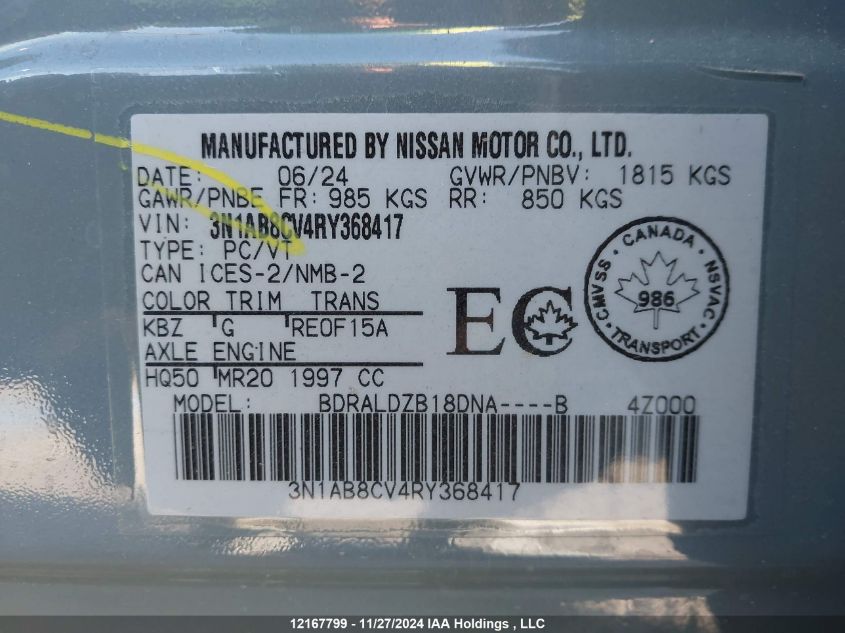 MANUFACTURED BY NISSAN MOTOR CO., LTD.
DATE: 06/24 GVWR/PNBV: 1815 KGS
GAWR/PNBE FR: 985 KGS RR: 850 KGS
VIN: 3N1AB8CV4RY368417
TYPE: PC/VT
CAN ICES-2/NMB-2
COLOR TRIM TRANS
KBZ G RE0F15A
AXLE ENGINE
HQ50 MR20 1997 CC
EC
CANADA
CMVSS · NSVAC
986
TRANSPORT
MODEL: BDRALDZB18DNA----B 4Z000
3N1AB8CV4RY368417
12167799 - 11/27/2024 IAA Holdings , LLC